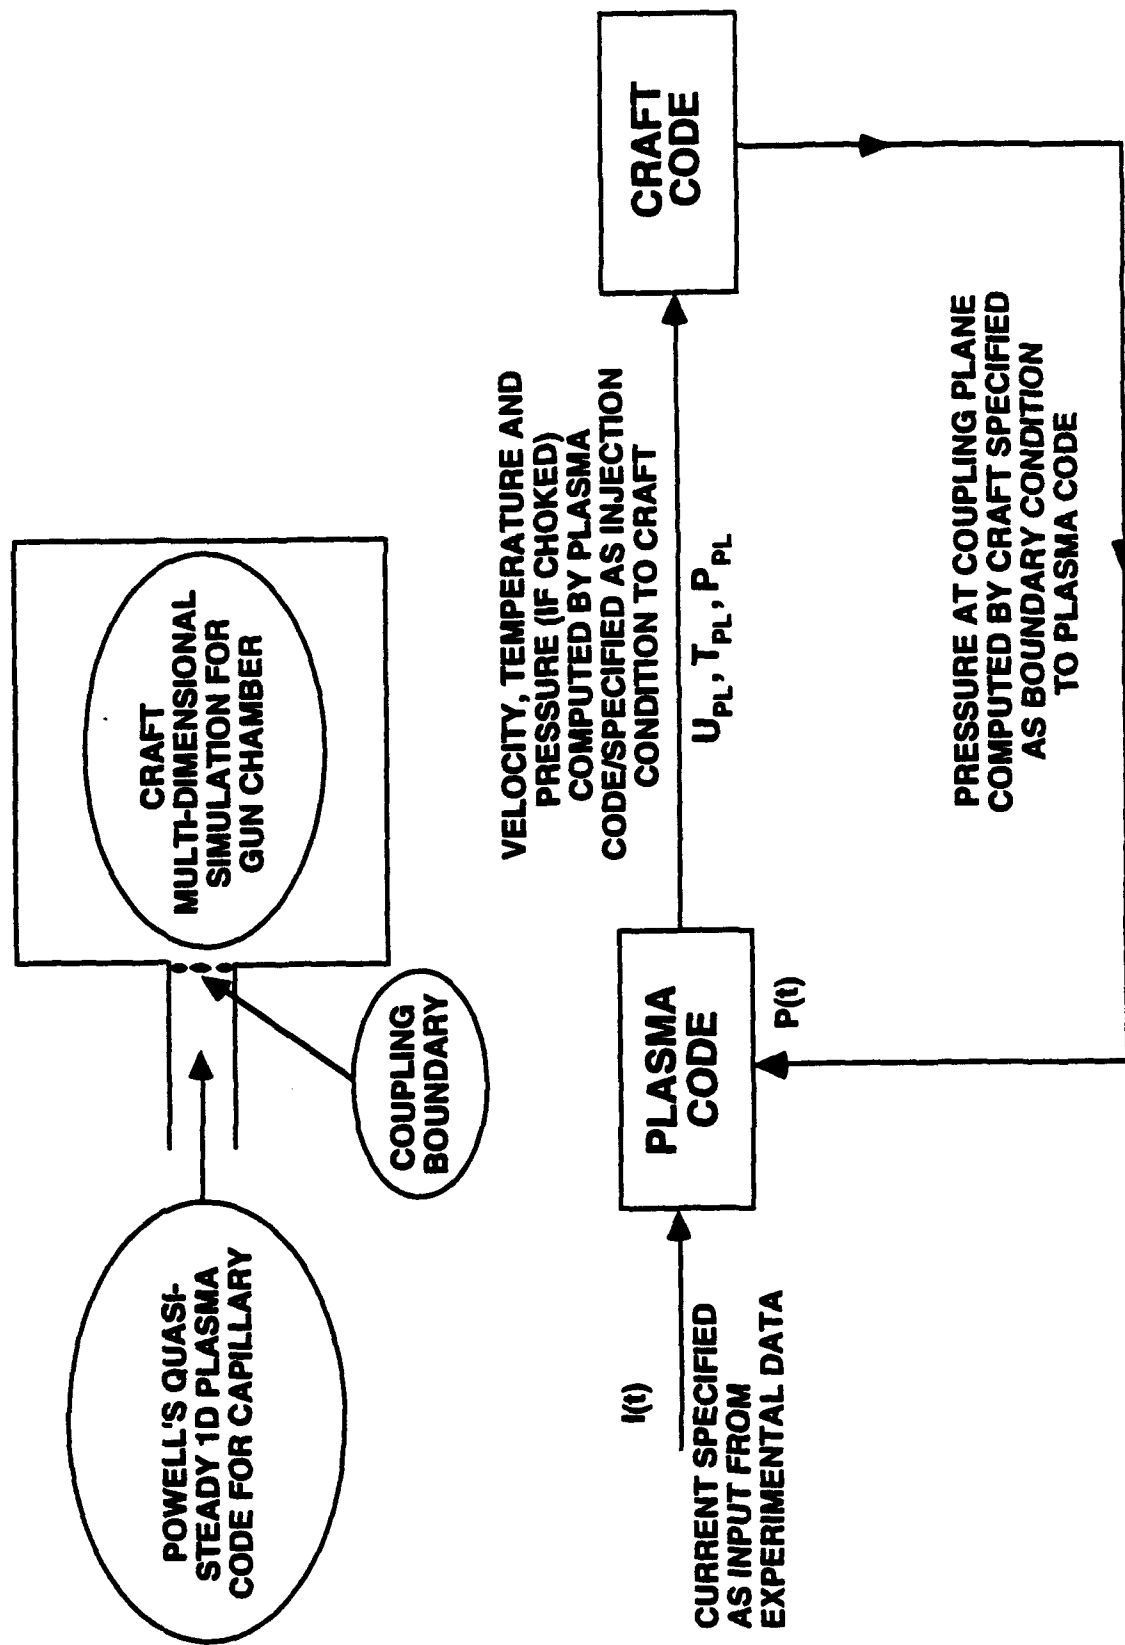 POWELL'S QUASI-
STEADY 1D PLASMA
CODE FOR CAPILLARY
CRAFT
MULTI-DIMENSIONAL
SIMULATION FOR
GUN CHAMBER
COUPLING
BOUNDARY
I(t)
CURRENT SPECIFIED
AS INPUT FROM
EXPERIMENTAL DATA
PLASMA
CODE
P(t)
VELOCITY, TEMPERATURE AND
PRESSURE (IF CHOKED)
COMPUTED BY PLASMA
CODE/SPECIFIED AS INJECTION
CONDITION TO CRAFT
U_PL, T_PL, P_PL
CRAFT
CODE
PRESSURE AT COUPLING PLANE
COMPUTED BY CRAFT SPECIFIED
AS BOUNDARY CONDITION
TO PLASMA CODE